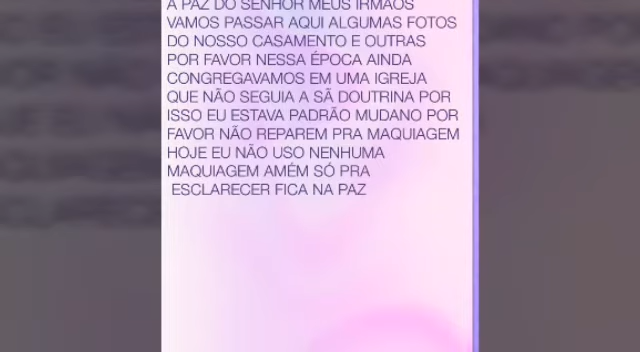 A PAZ DO SENHOR MEUS IRMÃOS
VAMOS PASSAR AQUI ALGUMAS FOTOS
DO NOSSO CASAMENTO E OUTRAS
POR FAVOR NESSA ÉPOCA AINDA
CONGREGAVAMOS EM UMA IGREJA
QUE NÃO SEGUIA A SÃ DOUTRINA POR
ISSO EU ESTAVA PADRÃO MUDANO POR
FAVOR NÃO REPAREM PRA MAQUIAGEM
HOJE EU NÃO USO NENHUMA
MAQUIAGEM AMÉM SÓ PRA
ESCLARECER FICA NA PAZ